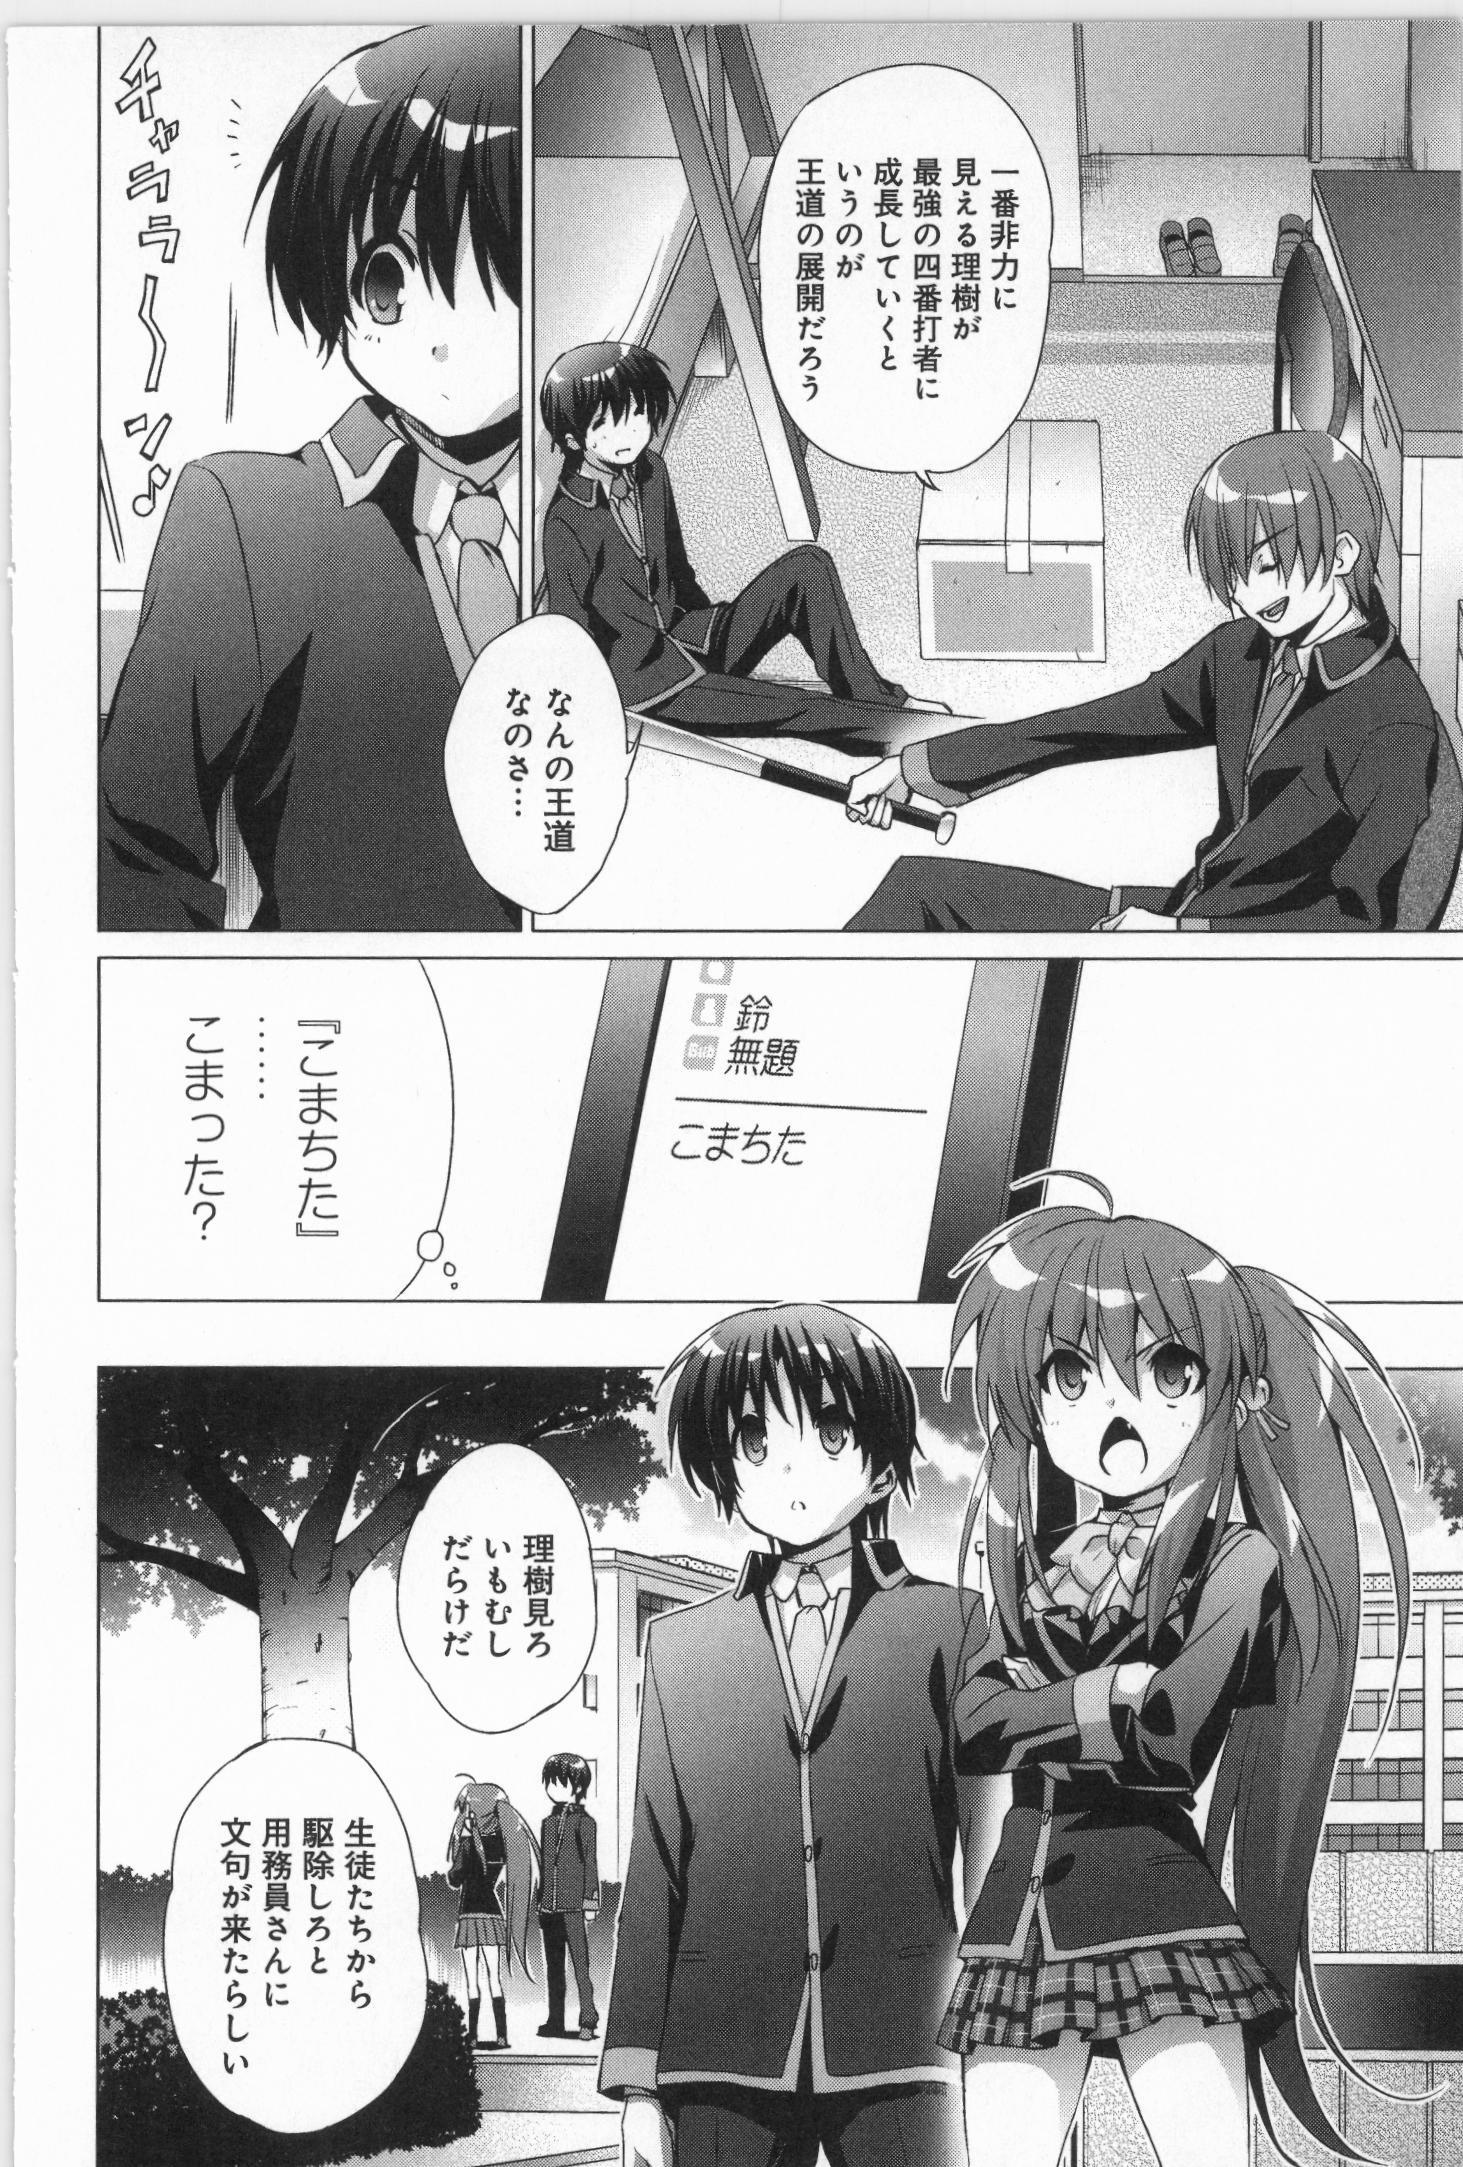 一番非力に
見える理樹が
最強の四番打者に
成長していくと
いうのが
王道の展開だろう
なんの王道
なのさ…
チャララ〜〜ン♪
鈴
無題
こまちた
『こまちた』
……
こまった?
理樹見ろ
いもむし
だらけだ
生徒たちから
駆除しろと
用務員さんに
文句が来たらしい